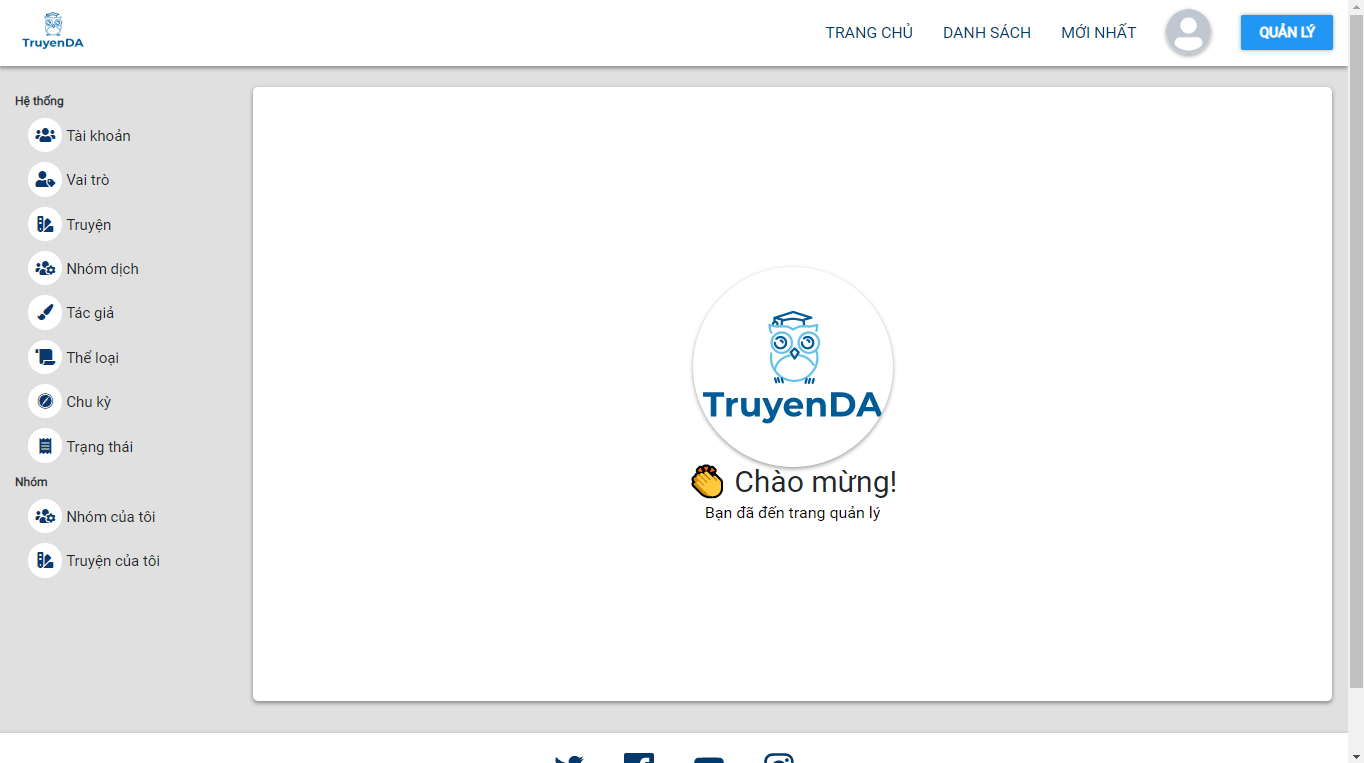 TruyenDA
TRANG CHỦ
DANH SÁCH
MỚI NHẤT
QUẢN LÝ
Hệ thống
Tài khoản
Vai trò
Truyện
Nhóm dịch
Tác giả
Thể loại
Chu kỳ
Trạng thái
Nhóm
Nhóm của tôi
Truyện của tôi
TruyenDA
👏 Chào mừng!
Bạn đã đến trang quản lý